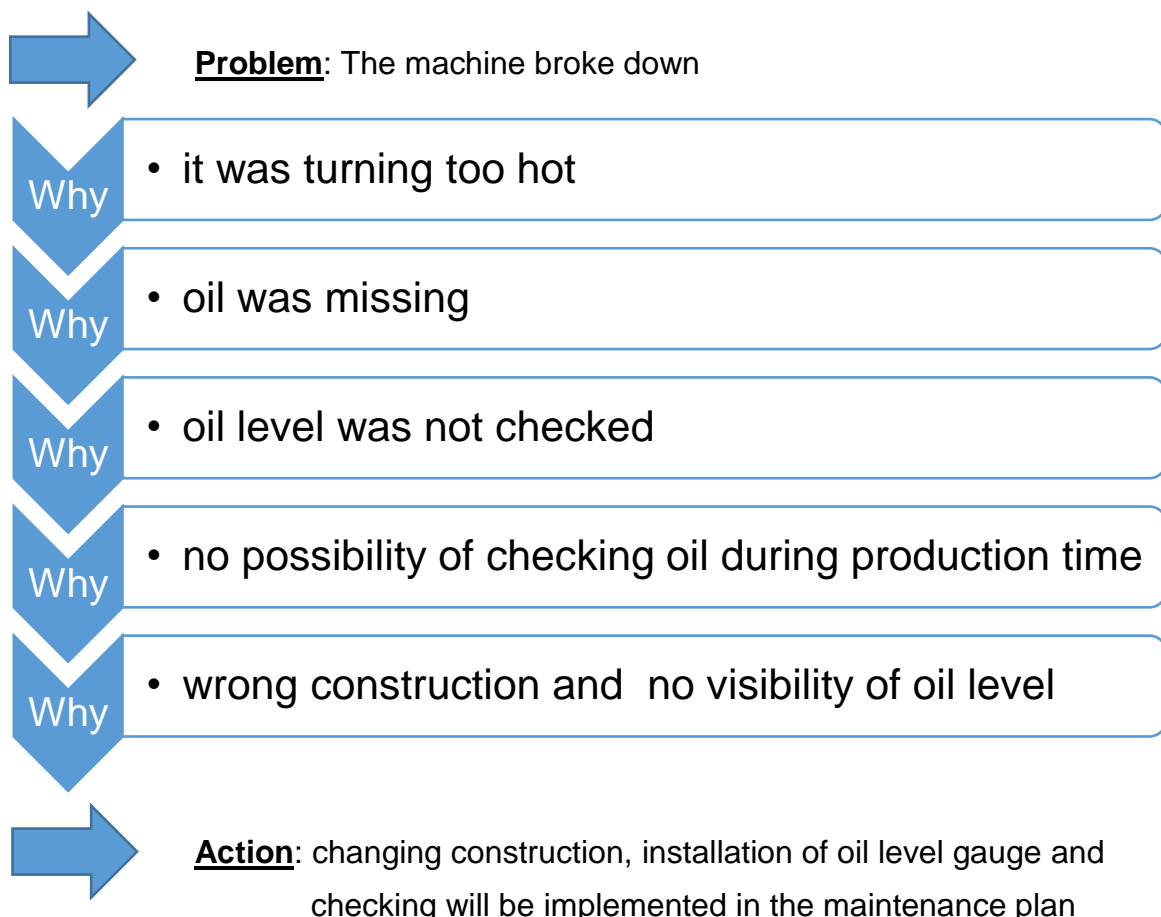 Problem: The machine broke down
Why
• it was turning too hot
Why
• oil was missing
Why
• oil level was not checked
Why
• no possibility of checking oil during production time
Why
• wrong construction and  no visibility of oil level
Action: changing construction, installation of oil level gauge and
checking will be implemented in the maintenance plan